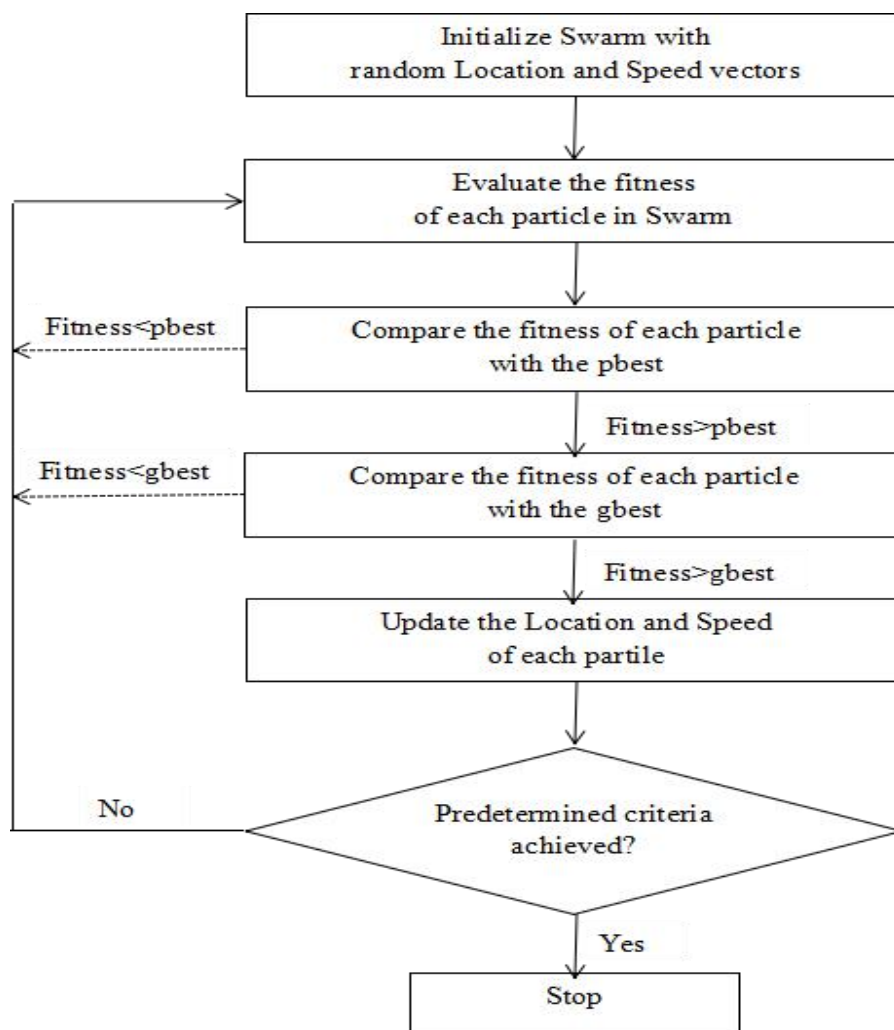 Initialize Swarm with
random Location and Speed vectors
Evaluate the fitness
of each particle in Swarm
Fitness<pbest
Compare the fitness of each particle
with the pbest
Fitness>pbest
Fitness<gbest
Compare the fitness of each particle
with the gbest
Fitness>gbest
Update the Location and Speed
of each partile
No
Predetermined criteria
achieved?
Yes
Stop